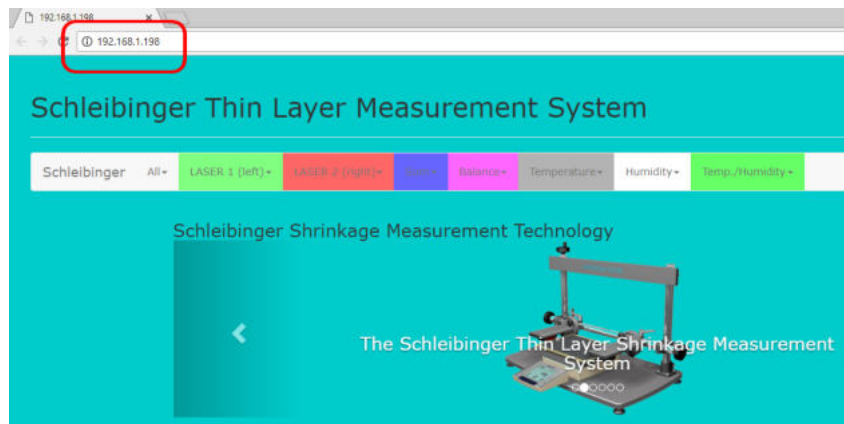 192.168.1.198
192.168.1.198
Schleibinger Thin Layer Measurement System
Schleibinger All LASER 1 (left) LASER 2 (right) Balance Temperature Humidity Temp./Humidity
Schleibinger Shrinkage Measurement Technology
The Schleibinger Thin Layer Shrinkage Measurement
System